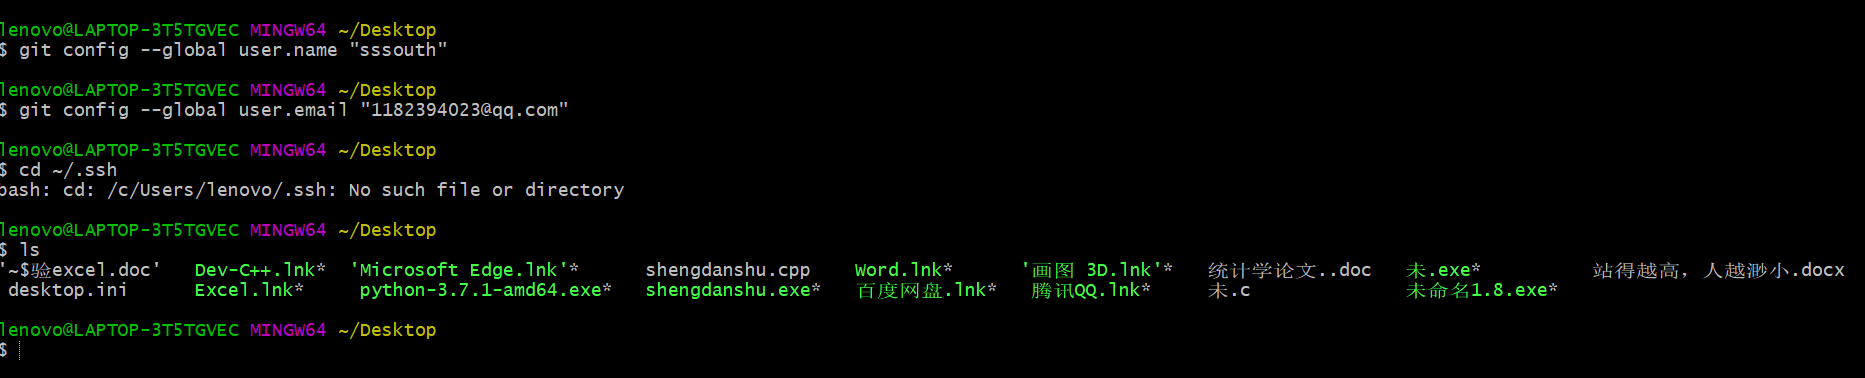 lenovo@LAPTOP-3T5TGVEC MINGW64 ~/Desktop
$ git config --global user.name "sssouth"
lenovo@LAPTOP-3T5TGVEC MINGW64 ~/Desktop
$ git config --global user.email "1182394023@qq.com"
lenovo@LAPTOP-3T5TGVEC MINGW64 ~/Desktop
$ cd ~/.ssh
bash: cd: /c/Users/lenovo/.ssh: No such file or directory
lenovo@LAPTOP-3T5TGVEC MINGW64 ~/Desktop
$ ls
'~$验excel.doc' Dev-C++.lnk* 'Microsoft Edge.lnk'* shengdanshu.cpp Word.lnk* '画图 3D.lnk'* 统计学论文..doc 未.exe* 站得越高，人越渺小.docx
desktop.ini Excel.lnk* python-3.7.1-amd64.exe* shengdanshu.exe* 百度网盘.lnk* 腾讯QQ.lnk* 未.c 未命名1.8.exe*
lenovo@LAPTOP-3T5TGVEC MINGW64 ~/Desktop
$